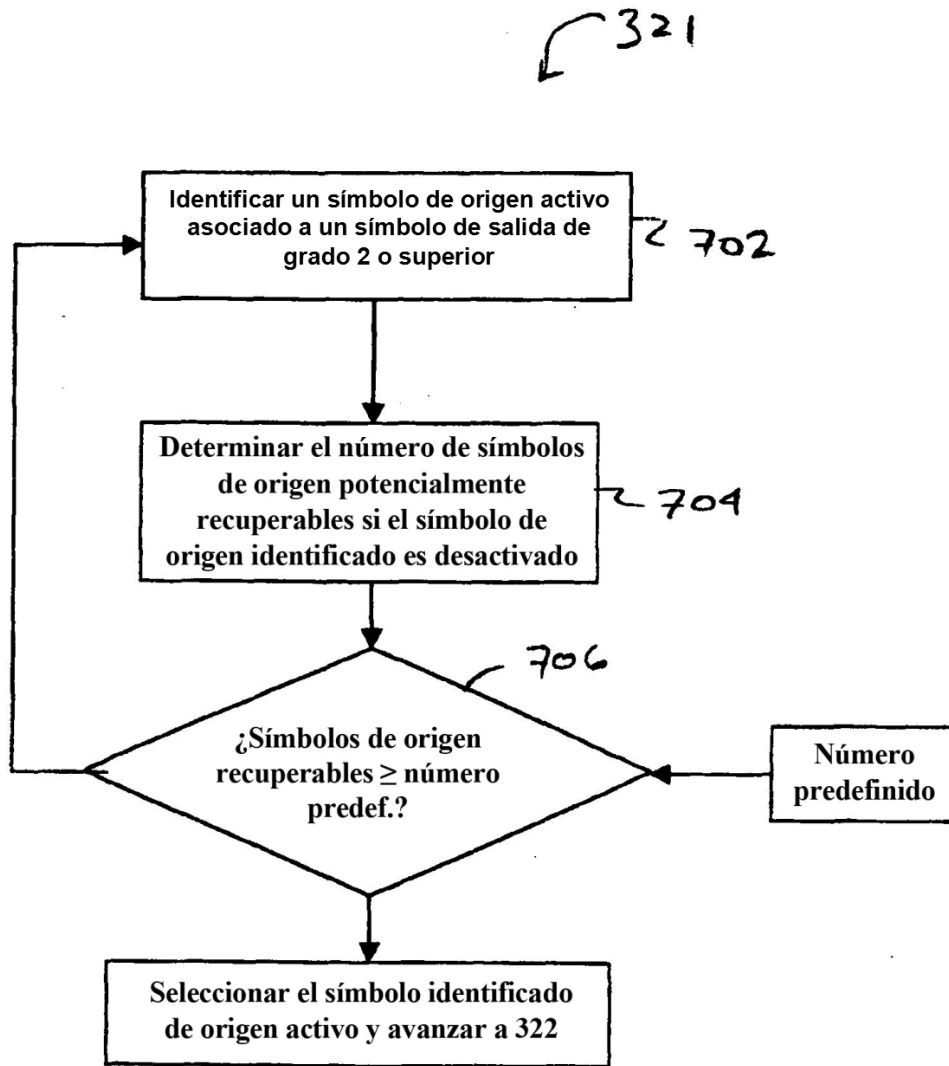 321
Identificar un símbolo de origen activo
asociado a un símbolo de salida de
grado 2 o superior
702
Determinar el número de símbolos
de origen potencialmente
recuperables si el símbolo de
origen identificado es desactivado
704
706
¿Símbolos de origen
recuperables ≥ número
predef.?
Número
predefinido
Seleccionar el símbolo identificado
de origen activo y avanzar a 322